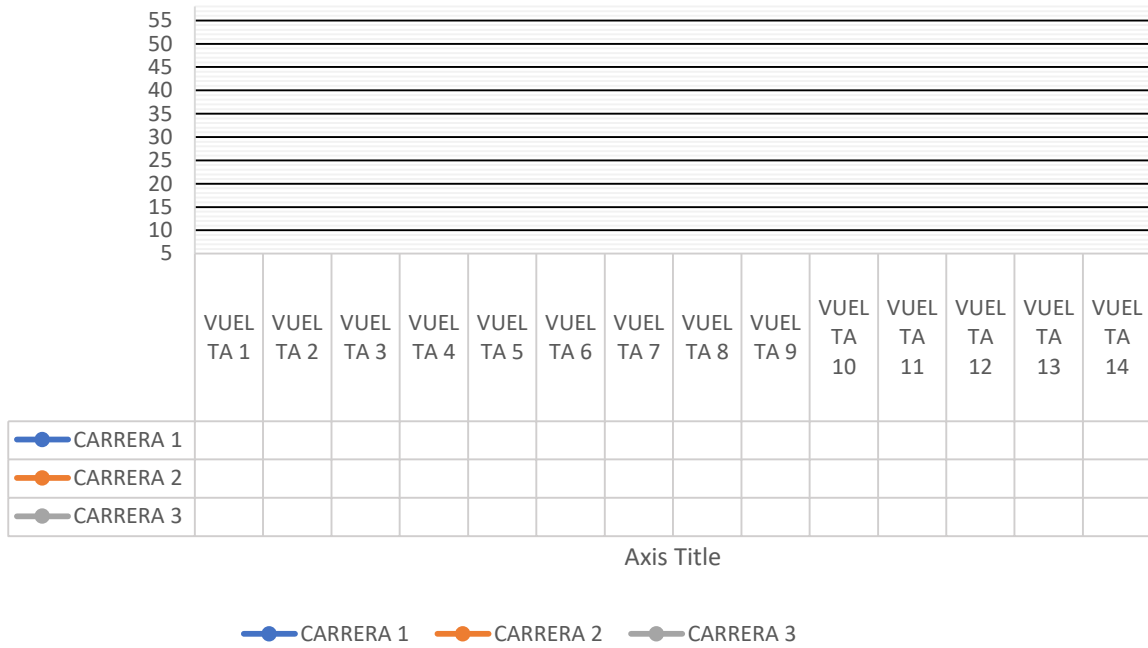 55
50
45
40
35
30
25
20
15
10
5
VUEL VUEL VUEL VUEL VUEL VUEL VUEL VUEL VUEL VUEL VUEL VUEL VUEL VUEL
TA 1 TA 2 TA 3 TA 4 TA 5 TA 6 TA 7 TA 8 TA 9 TA TA TA TA TA
10 11 12 13 14
CARRERA 1
CARRERA 2
CARRERA 3
Axis Title
CARRERA 1 CARRERA 2 CARRERA 3